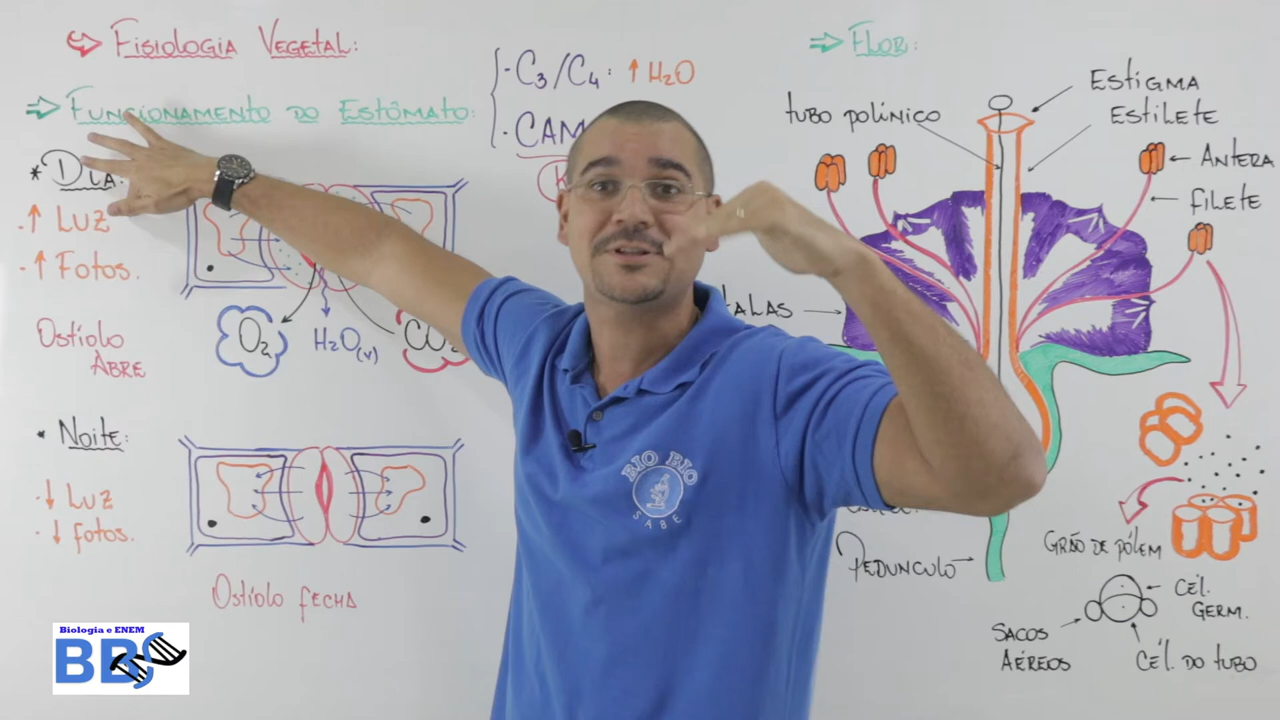 Fisiologia Vegetal:
Funcionamento do Estômato:
* Dia:
↑ Luz
↑ Fotos.
Ostíolo
Abre
O₂
H₂O(v)
CO₂
* Noite:
↓ Luz
↓ Fotos.
Ostíolo fecha
Biologia e ENEM
BBS
· C₃/C₄: ↑ H₂O
· CAM
BIO BIO
SABE
Flor:
Estigma
Estilete
tubo polínico
Antera
Filete
Pedunculo
Grão de pólem
Cél.
Germ.
Sacos
Aéreos
Cél. do tubo